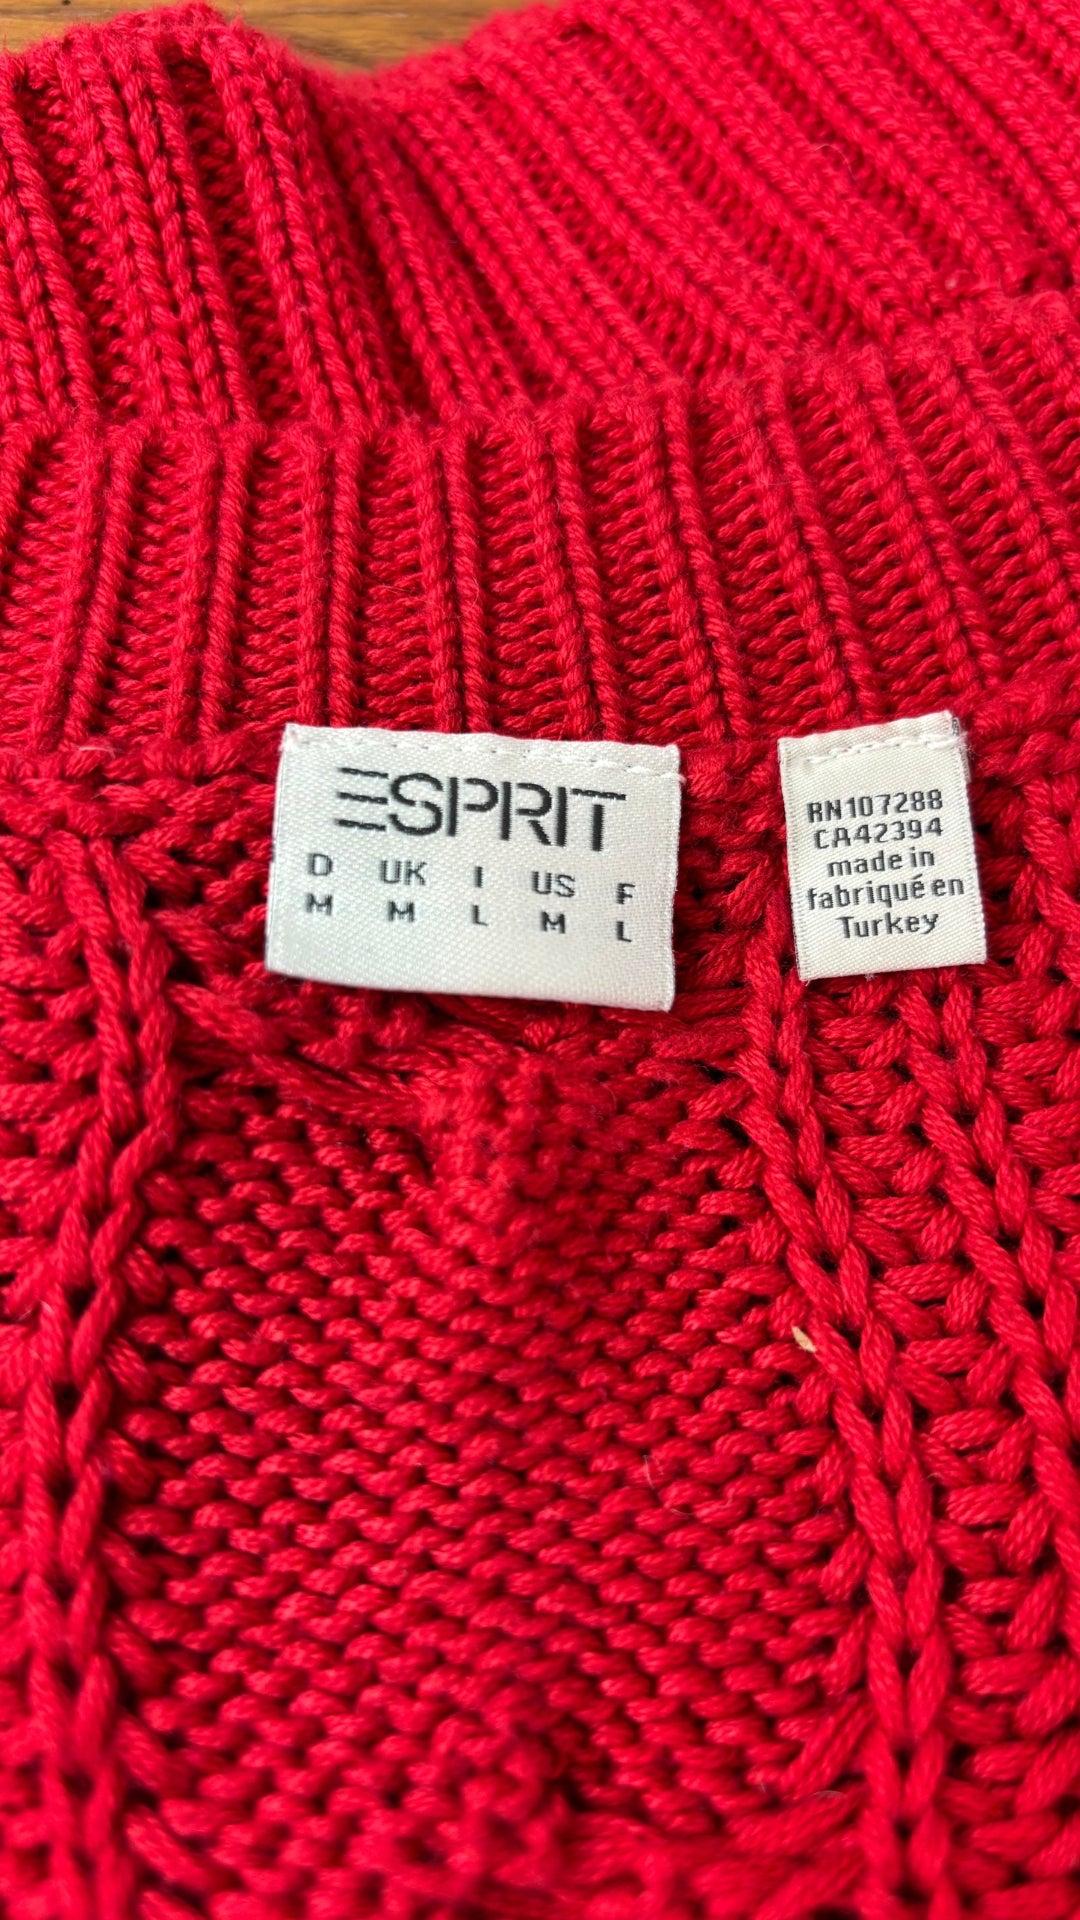 ESPRIT
D UK I US F
M M L M L
RN107288
CA42394
made in
fabriqué en
Turkey